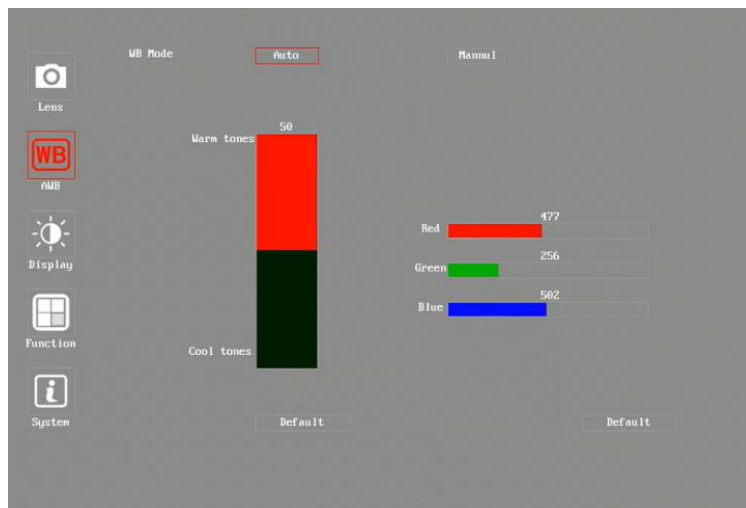 WB Mode Auto Mannul
Lens
50
Warm tones
WB
AWB
477
Red
256
Display
Green
502
Blue
Function
Cool tones
i
System
Default Default